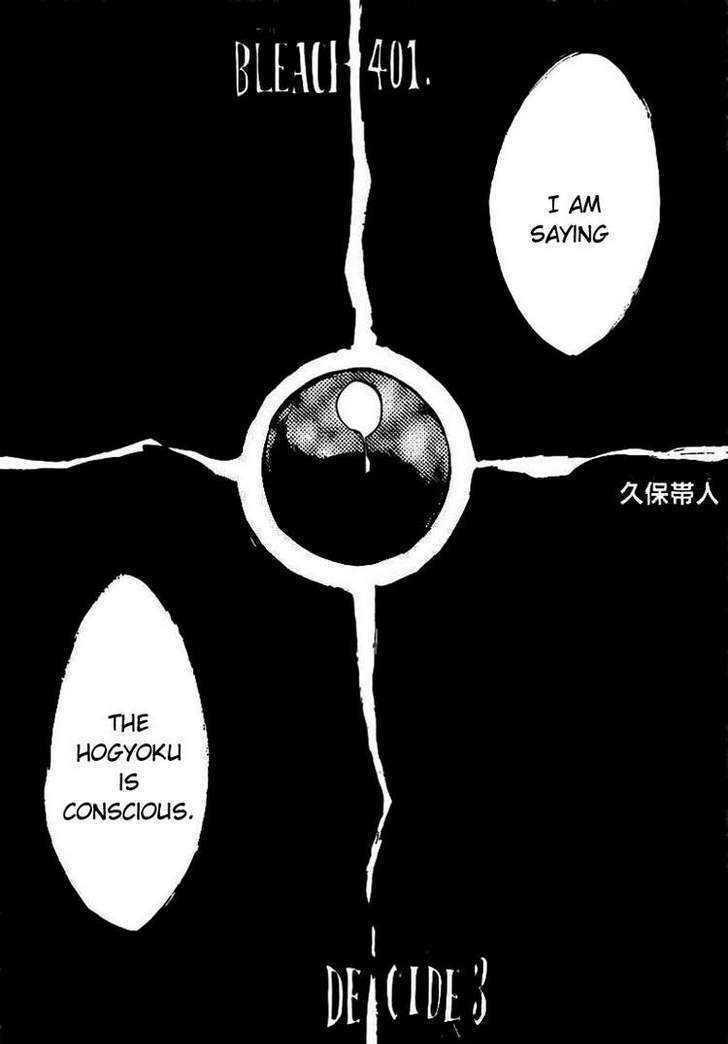 BLEACH 401.
I AM
SAYING
久保帯人
THE
HOGYOKU
IS
CONSCIOUS.
DEICIDE 3